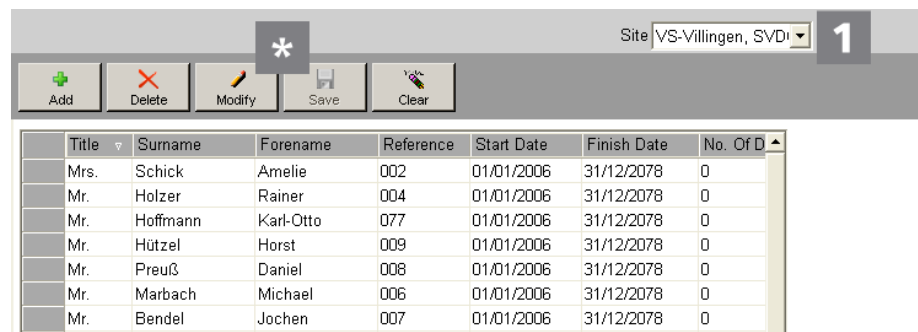 Site VS-Villingen, SVD 1
*
Add Delete Modify Save Clear
Title Surname Forename Reference Start Date Finish Date No. Of D
Mrs. Schick Amelie 002 01/01/2006 31/12/2078 0
Mr. Holzer Rainer 004 01/01/2006 31/12/2078 0
Mr. Hoffmann Karl-Otto 077 01/01/2006 31/12/2078 0
Mr. Hützel Horst 009 01/01/2006 31/12/2078 0
Mr. Preuß Daniel 008 01/01/2006 31/12/2078 0
Mr. Marbach Michael 006 01/01/2006 31/12/2078 0
Mr. Bendel Jochen 007 01/01/2006 31/12/2078 0